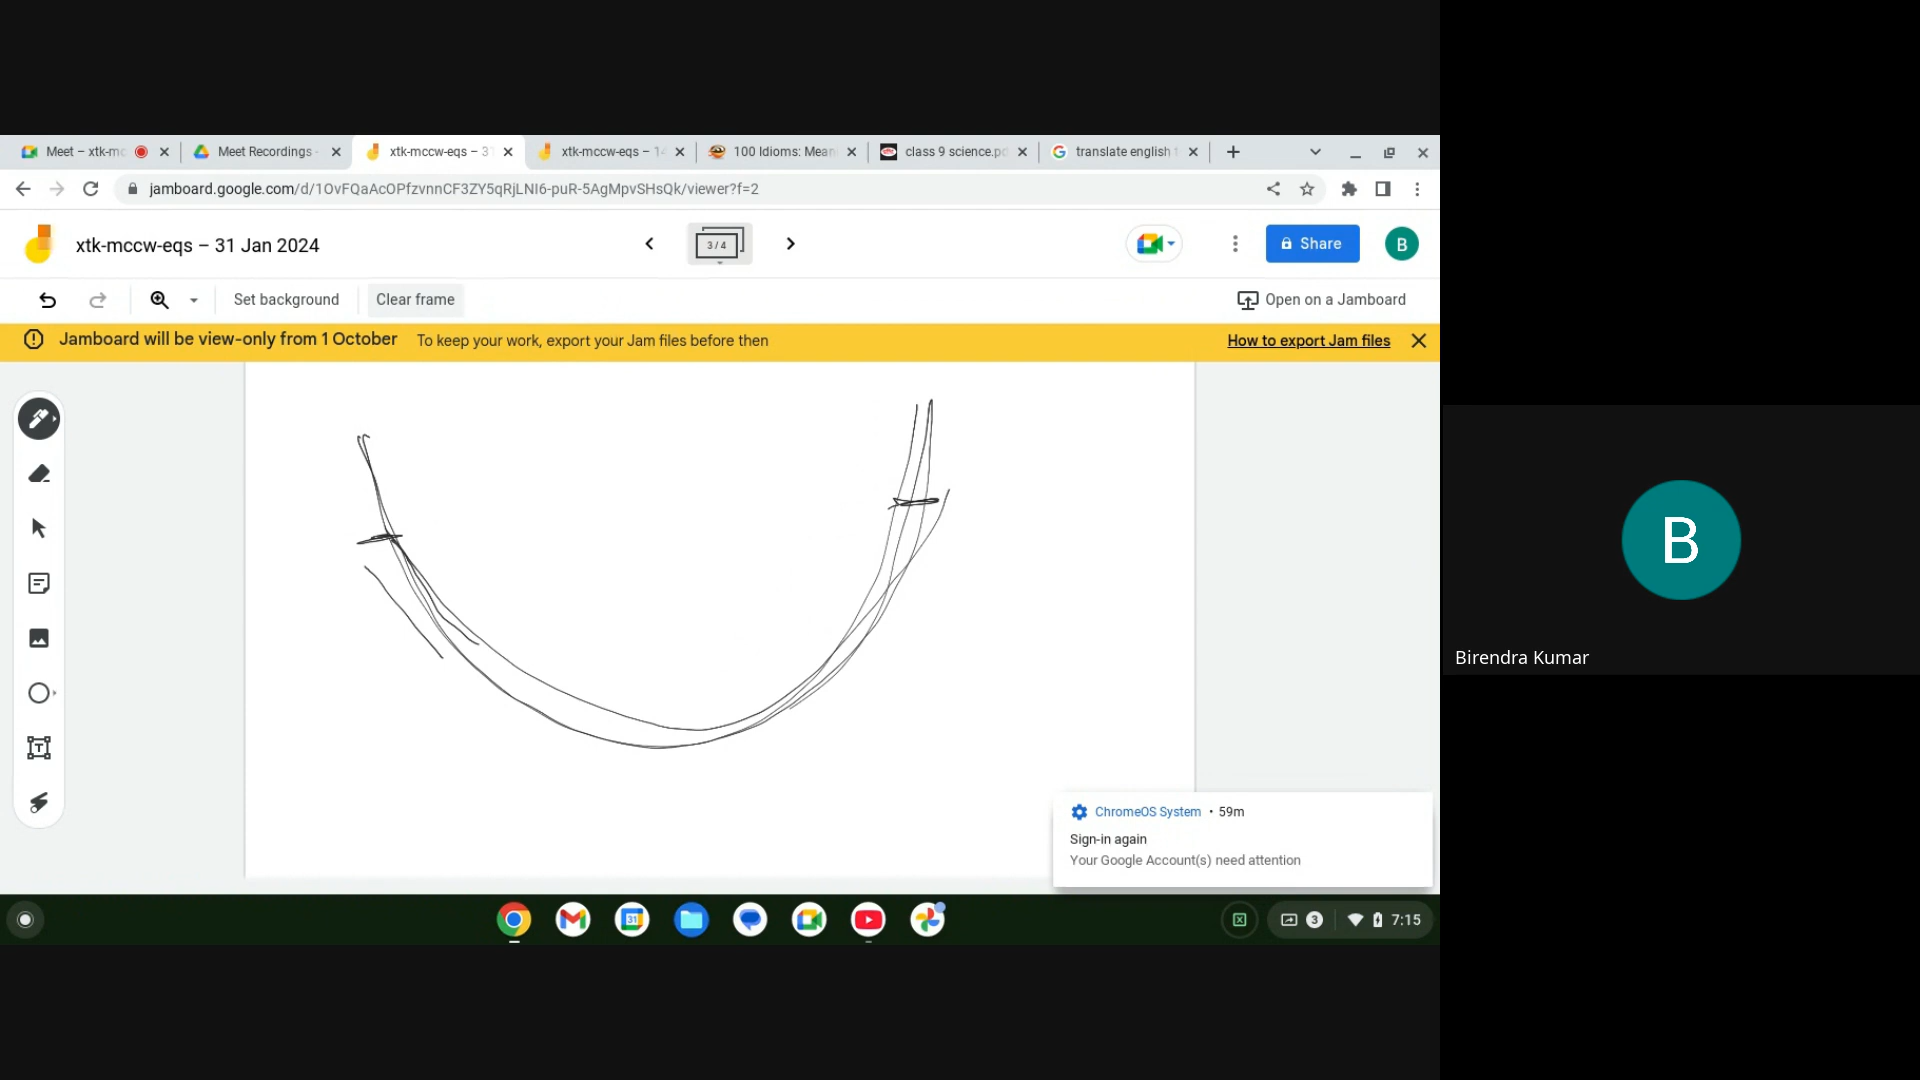 Meet – xtk-mc
Meet Recordings -
xtk-mccw-eqs – 31
xtk-mccw-eqs – 14
100 Idioms: Mean
class 9 science.pd
translate english t
jamboard.google.com/d/1OvFQaAcOPfzvnnCF3ZY5qRjLNI6-puR-5AgMpvSHsQk/viewer?f=2
xtk-mccw-eqs – 31 Jan 2024
3 / 4
Share
B
Set background
Clear frame
Open on a Jamboard
Jamboard will be view-only from 1 October
To keep your work, export your Jam files before then
How to export Jam files
B
Birendra Kumar
ChromeOS System • 59m
Sign-in again
Your Google Account(s) need attention
31
3
7:15